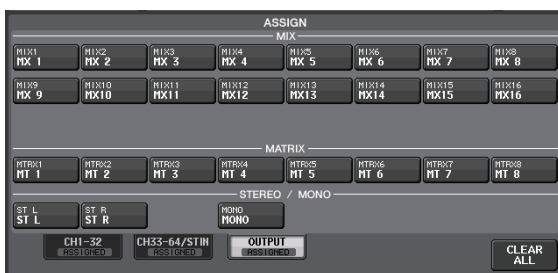 ASSIGN
MIX
MIX1 MIX2 MIX3 MIX4 MIX5 MIX6 MIX7 MIX8
MX 1 MX 2 MX 3 MX 4 MX 5 MX 6 MX 7 MX 8
MIX9 MIX10 MIX11 MIX12 MIX13 MIX14 MIX15 MIX16
MX 9 MX10 MX11 MX12 MX13 MX14 MX15 MX16
MATRIX
MTRX1 MTRX2 MTRX3 MTRX4 MTRX5 MTRX6 MTRX7 MTRX8
MT 1 MT 2 MT 3 MT 4 MT 5 MT 6 MT 7 MT 8
STEREO / MONO
ST L ST R MONO
ST L ST R MONO
CH1-32 CH33-64/STIN OUTPUT
ASSIGNED ASSIGNED ASSIGNED
CLEAR
ALL